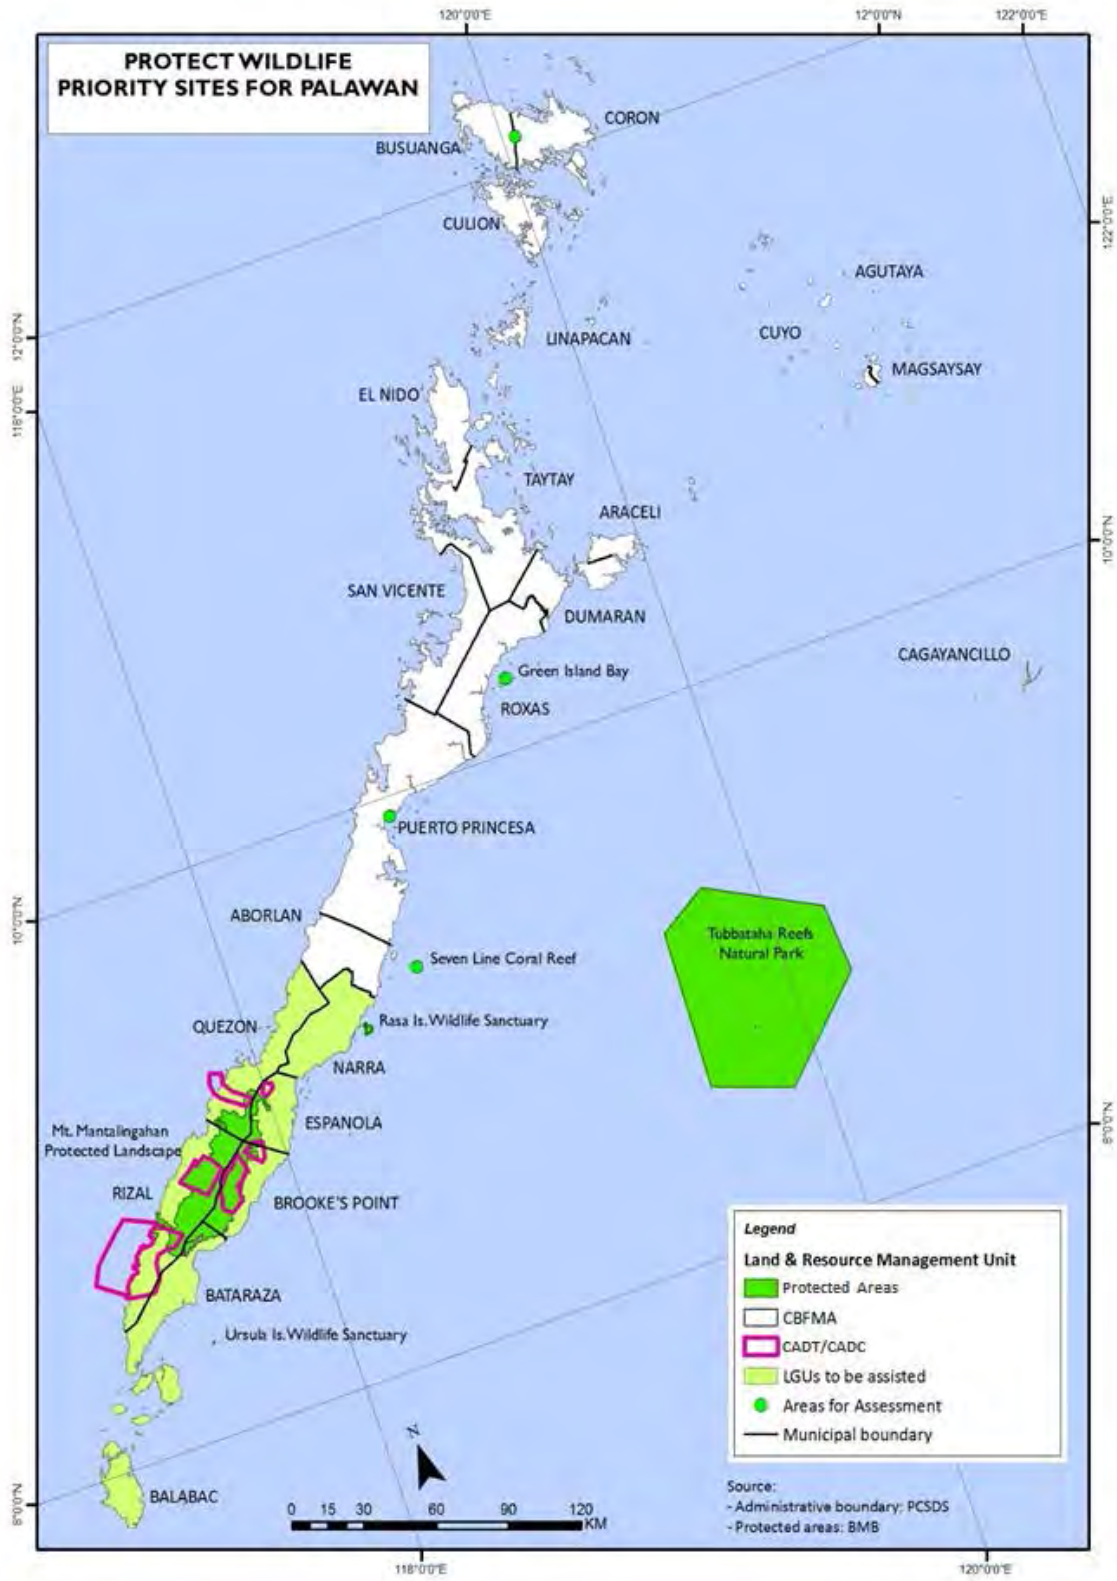 120°0'0"E
12°0'0"N
122°0'0"E
PROTECT WILDLIFE
PRIORITY SITES FOR PALAWAN
CORON
BUSUANGA
CULION
122°0'0"E
AGUTAYA
CUYO
LINAPACAN
12°0'0"N
MAGSAYSAY
EL NIDO
118°0'0"E
TAYTAY
ARACELI
10°0'0"N
SAN VICENTE
DUMARAN
CAGAYANCILLO
Green Island Bay
ROXAS
PUERTO PRINCESA
ABORLAN
10°0'0"N
Tubbataha Reefs
Natural Park
Seven Line Coral Reef
QUEZON
Rasa Is. Wildlife Sanctuary
NARRA
ESPANOLA
8°0'0"N
Mt. Mantalingahan
Protected Landscape
RIZAL
BROOKE'S POINT
BATARAZA
Ursula Is. Wildlife Sanctuary
Legend
Land & Resource Management Unit
Protected Areas
CBFMA
CADT/CADC
LGUs to be assisted
Areas for Assessment
Municipal boundary
N
BALABAC
8°0'0"N
0 15 30 60 90 120
KM
Source:
- Administrative boundary: PCSDS
- Protected areas: BMB
118°0'0"E
120°0'0"E